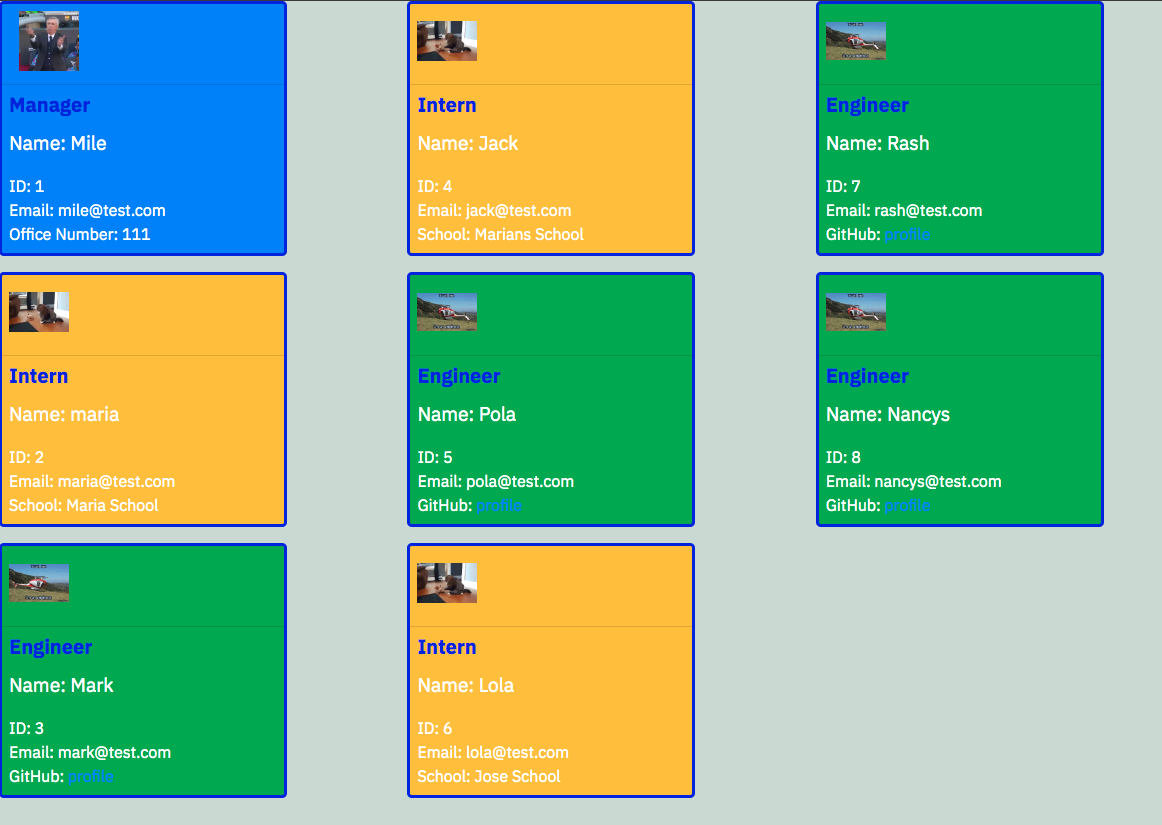 Manager
Name: Mile
ID: 1
Email: mile@test.com
Office Number: 111
Intern
Name: maria
ID: 2
Email: maria@test.com
School: Maria School
Engineer
Name: Mark
ID: 3
Email: mark@test.com
GitHub: profile
Intern
Name: Jack
ID: 4
Email: jack@test.com
School: Marians School
Engineer
Name: Pola
ID: 5
Email: pola@test.com
GitHub: profile
Intern
Name: Lola
ID: 6
Email: lola@test.com
School: Jose School
Engineer
Name: Rash
ID: 7
Email: rash@test.com
GitHub: profile
Engineer
Name: Nancys
ID: 8
Email: nancys@test.com
GitHub: profile